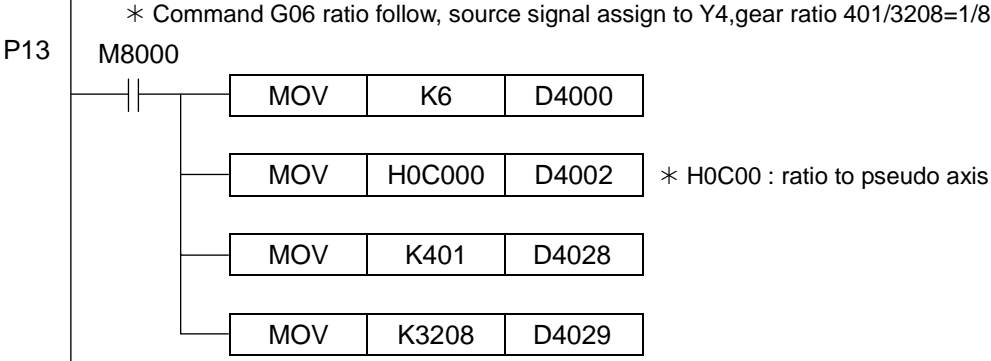 ＊ Command G06 ratio follow, source signal assign to Y4,gear ratio 401/3208=1/8
P13
M8000
MOV K6 D4000
MOV H0C000 D4002 ＊ H0C00 : ratio to pseudo axis
MOV K401 D4028
MOV K3208 D4029